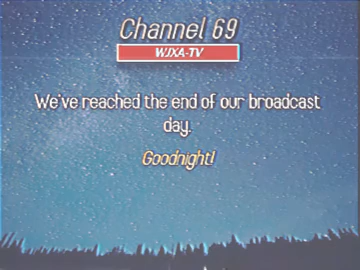 Channel 69
WJXA-TV
We've reached the end of our broadcast
day.
Goodnight!